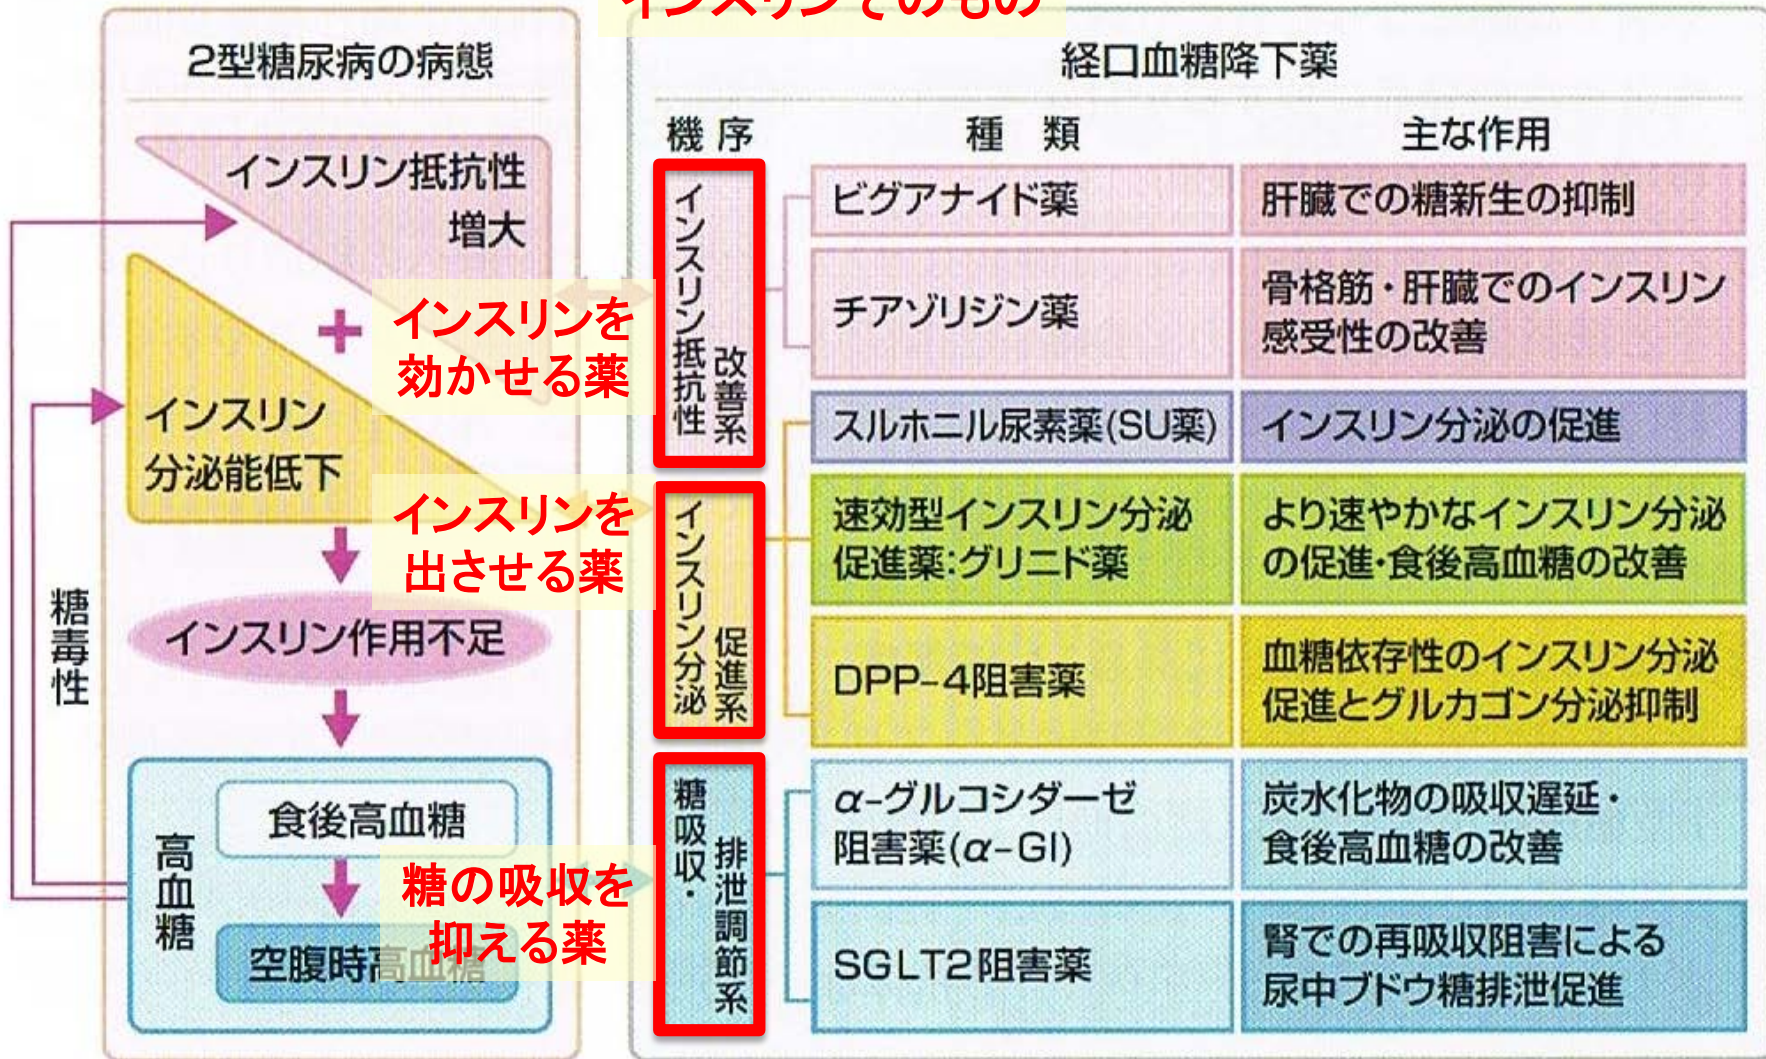 インスリンそのもの
2型糖尿病の病態
インスリン抵抗性
増大
+
インスリン
分泌能低下
インスリン作用不足
高血糖
食後高血糖
空腹時高血糖
糖毒性
インスリンを
効かせる薬
インスリンを
出させる薬
糖の吸収を
抑える薬
経口血糖降下薬
機序 種類 主な作用
インスリン抵抗性
改善系
ビグアナイド薬 肝臓での糖新生の抑制
チアゾリジン薬 骨格筋・肝臓でのインスリン
感受性の改善
インスリン分泌
促進系
スルホニル尿素薬(SU薬) インスリン分泌の促進
速効型インスリン分泌 より速やかなインスリン分泌
促進薬:グリニド薬 の促進・食後高血糖の改善
DPP-4阻害薬 血糖依存性のインスリン分泌
促進とグルカゴン分泌抑制
糖吸収・
排泄調節系
α-グルコシダーゼ 炭水化物の吸収遅延・
阻害薬(α-GI) 食後高血糖の改善
SGLT2阻害薬 腎での再吸収阻害による
尿中ブドウ糖排泄促進